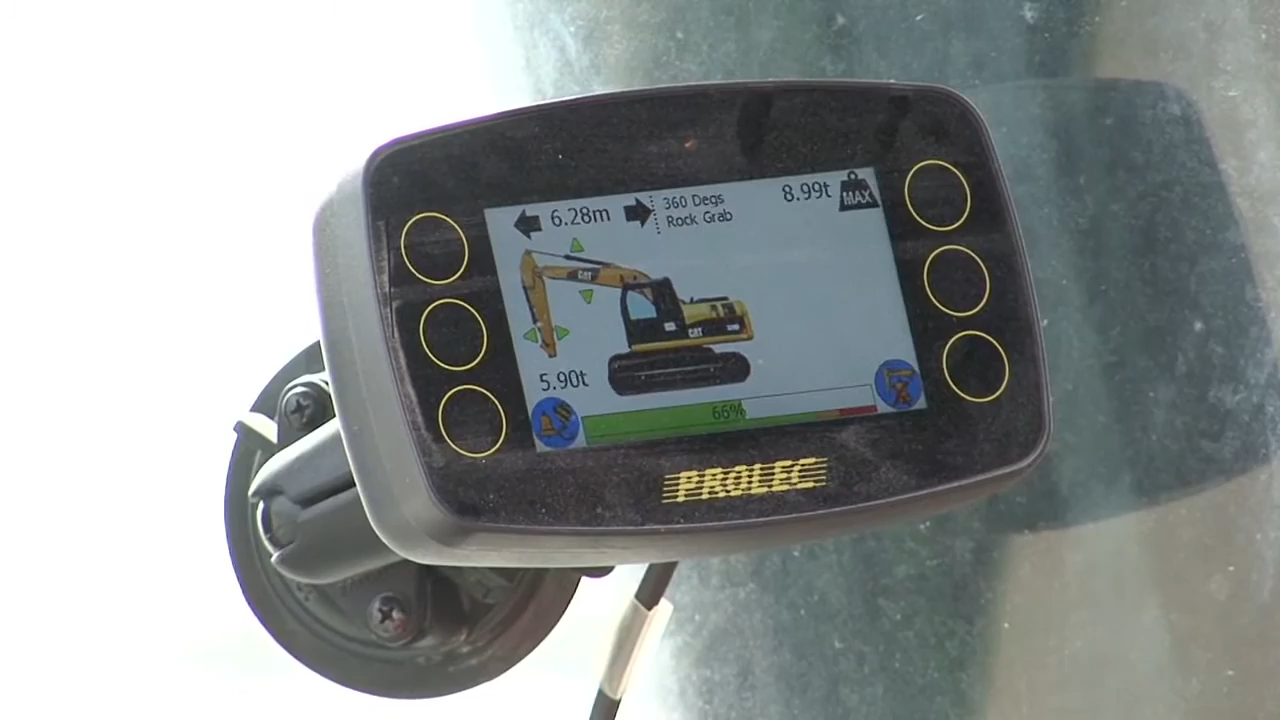 6.28m
360 Degs
Rock Grab
8.99t
MAX
CAT
CAT
5.90t
66%
PROLEC